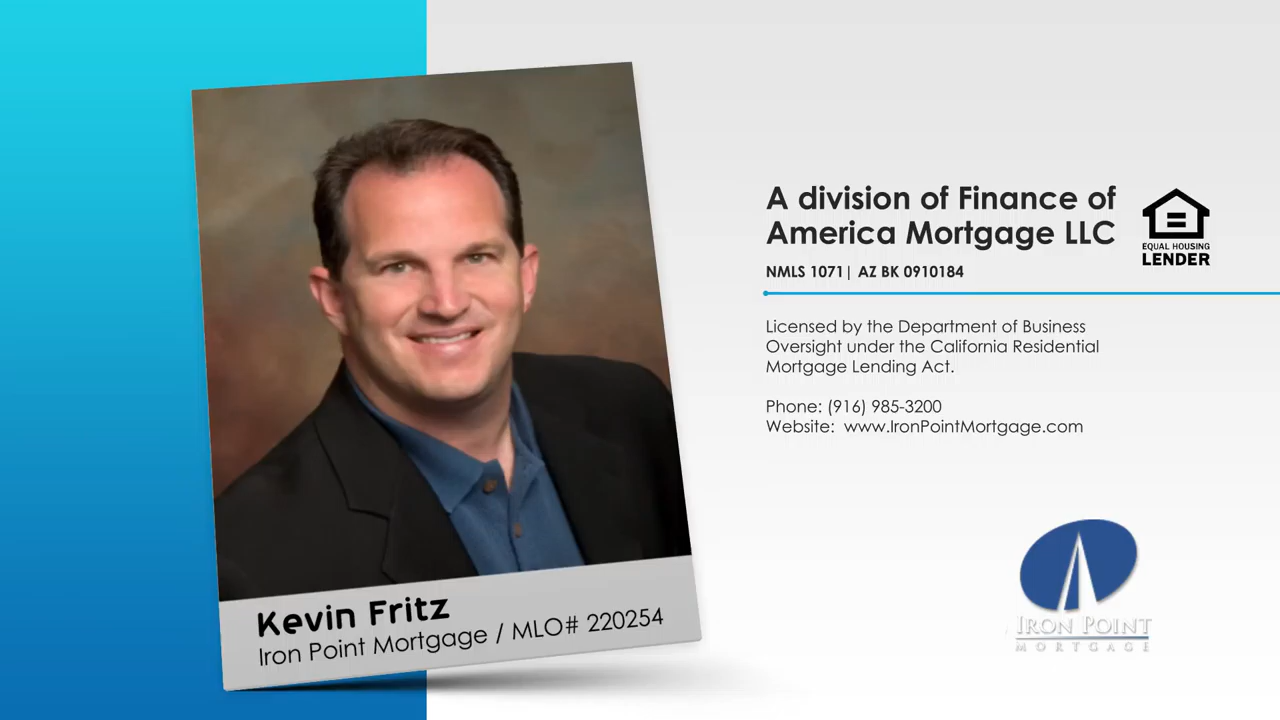 A division of Finance of
America Mortgage LLC
EQUAL HOUSING
LENDER
NMLS 1071| AZ BK 0910184
Licensed by the Department of Business
Oversight under the California Residential
Mortgage Lending Act.
Phone: (916) 985-3200
Website:  www.IronPointMortgage.com
Kevin Fritz
Iron Point Mortgage / MLO# 220254
IRON POINT
MORTGAGE